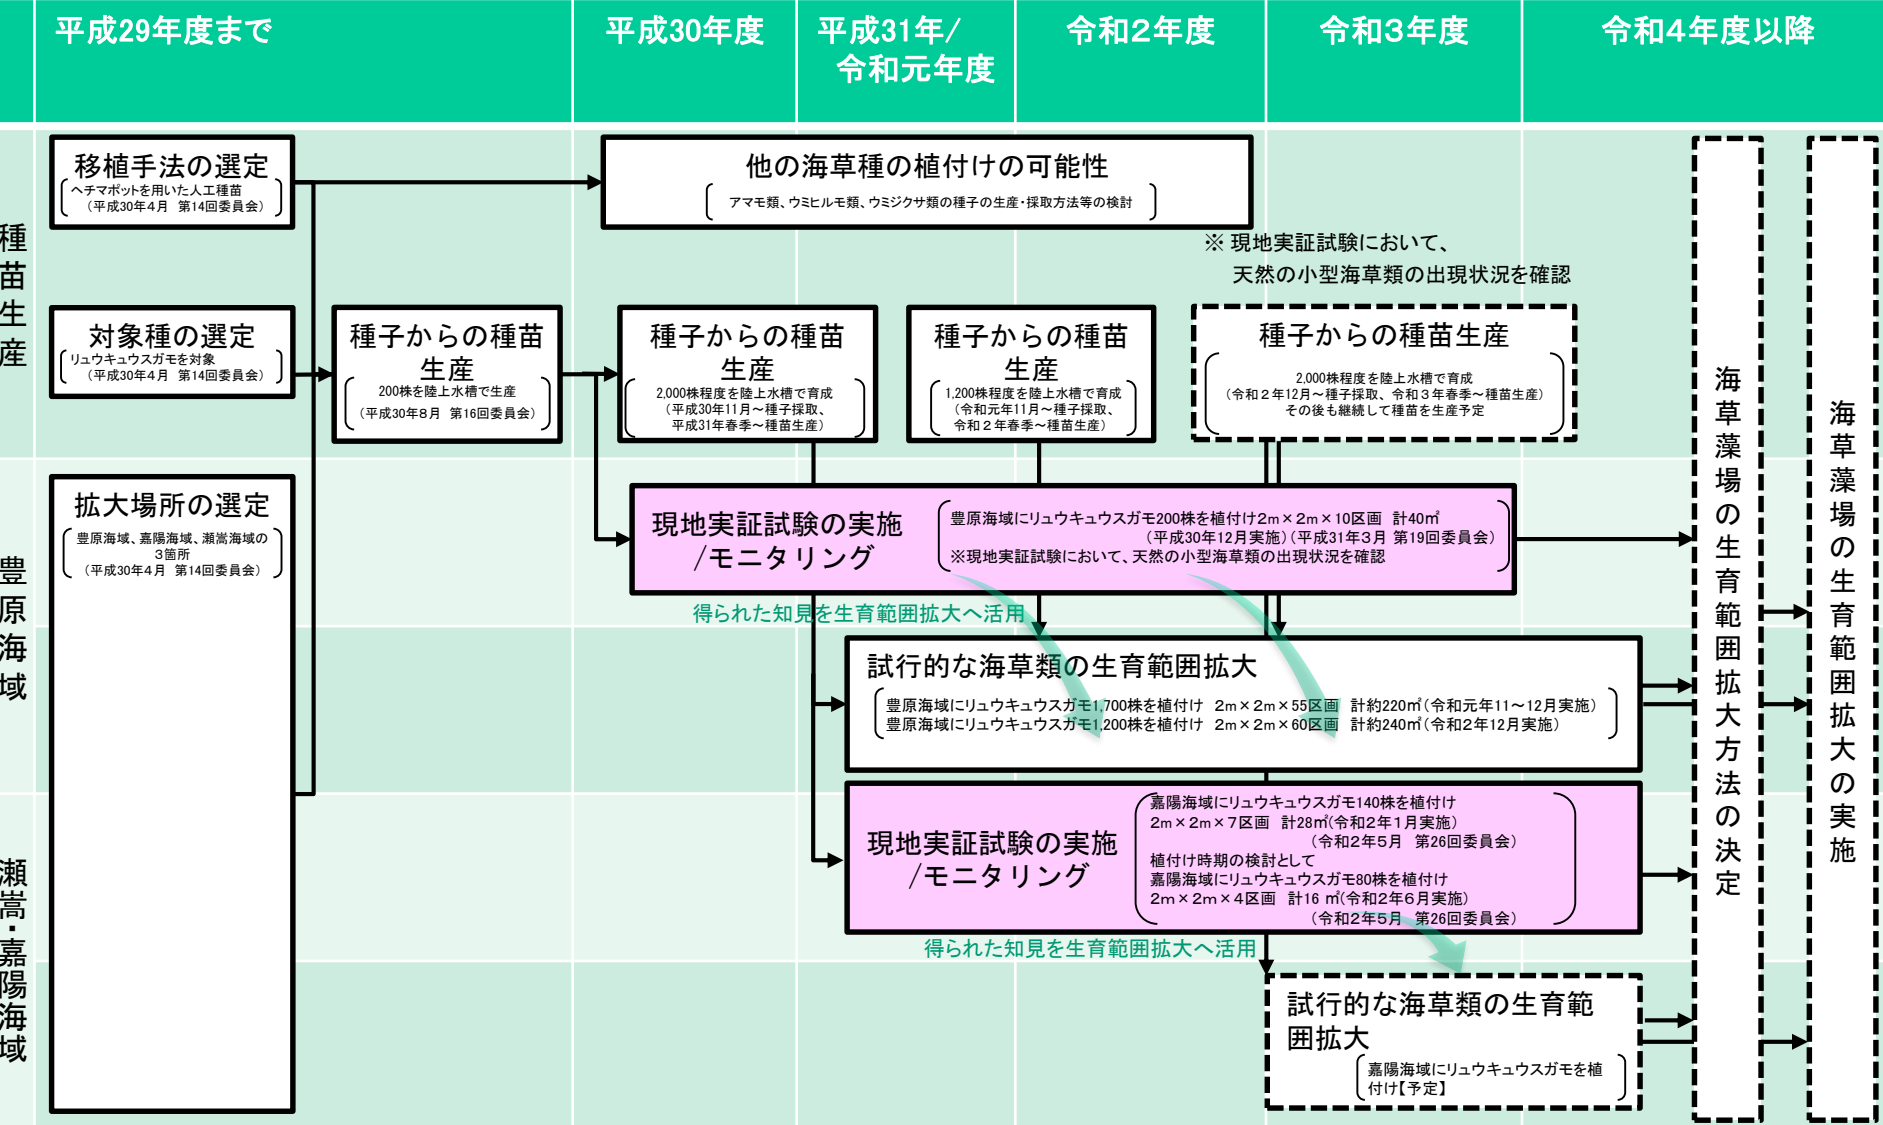 平成29年度まで
平成30年度
平成31年/
令和元年度
令和2年度
令和3年度
令和4年度以降
種苗生産
移植手法の選定
ヘチマポットを用いた人工種苗
（平成30年4月　第14回委員会）
他の海草種の植付けの可能性
アマモ類、ウミヒルモ類、ウミジクサ類の種子の生産・採取方法等の検討
※ 現地実証試験において、
天然の小型海草類の出現状況を確認
対象種の選定
リュウキュウスガモを対象
（平成30年4月　第14回委員会）
種子からの種苗
生産
200株を陸上水槽で生産
（平成30年8月　第16回委員会）
種子からの種苗
生産
2,000株程度を陸上水槽で育成
（平成30年11月～種子採取、
平成31年春季～種苗生産）
種子からの種苗
生産
1,200株程度を陸上水槽で育成
（令和元年11月～種子採取、
令和2年春季～種苗生産）
種子からの種苗生産
2,000株程度を陸上水槽で育成
（令和2年12月～種子採取、令和3年春季～種苗生産）
その後も継続して種苗を生産予定
豊原海域
拡大場所の選定
豊原海域、嘉陽海域、瀬嵩海域の
3箇所
（平成30年4月　第14回委員会）
現地実証試験の実施
/モニタリング
豊原海域にリュウキュウスガモ200株を植付け2m×2m×10区画　計40㎡
（平成30年12月実施）（平成31年3月　第19回委員会）
※現地実証試験において、天然の小型海草類の出現状況を確認
得られた知見を生育範囲拡大へ活用
試行的な海草類の生育範囲拡大
豊原海域にリュウキュウスガモ1,700株を植付け　2m×2m×55区画　計約220㎡（令和元年11～12月実施）
豊原海域にリュウキュウスガモ1,200株を植付け　2m×2m×60区画　計約240㎡（令和2年12月実施）
瀬嵩・嘉陽海域
現地実証試験の実施
/モニタリング
嘉陽海域にリュウキュウスガモ140株を植付け
2m×2m×7区画　計28㎡（令和2年1月実施）
（令和2年5月　第26回委員会）
植付け時期の検討として
嘉陽海域にリュウキュウスガモ80株を植付け
2m×2m×4区画　計16 ㎡（令和2年6月実施）
（令和2年5月　第26回委員会）
得られた知見を生育範囲拡大へ活用
試行的な海草類の生育範
囲拡大
嘉陽海域にリュウキュウスガモを植
付け【予定】
海草藻場の生育範囲拡大方法の決定
海草藻場の生育範囲拡大の実施